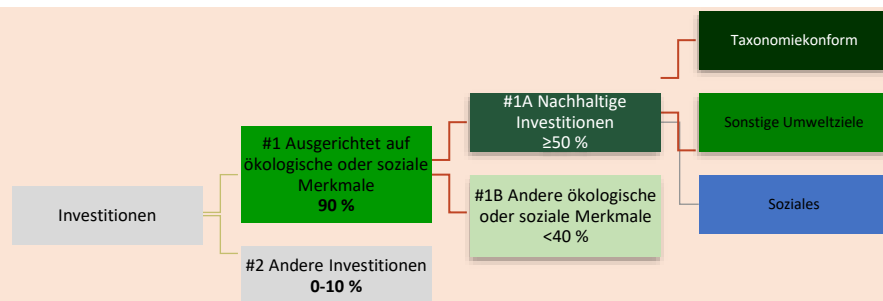 Investitionen
#1 Ausgerichtet auf
ökologische oder soziale
Merkmale
90 %
#2 Andere Investitionen
0-10 %
#1A Nachhaltige
Investitionen
≥50 %
#1B Andere ökologische
oder soziale Merkmale
<40 %
Taxonomiekonform
Sonstige Umweltziele
Soziales